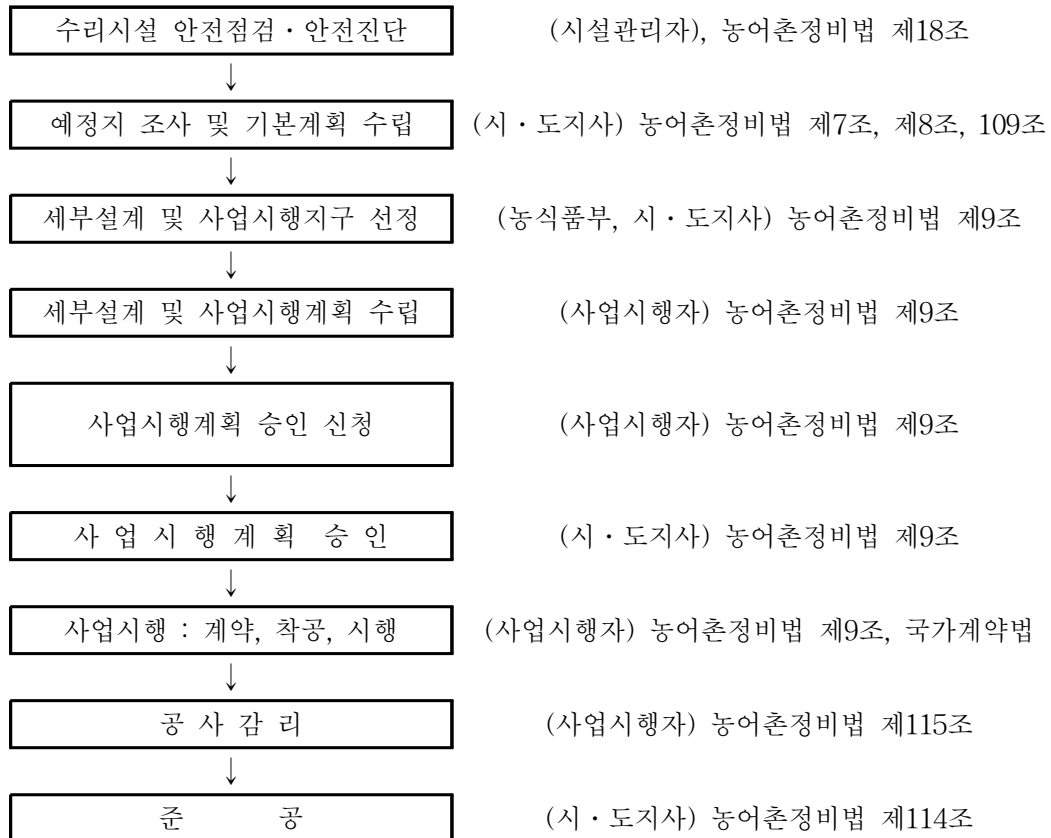 수리시설 안전점검·안전진단 (시설관리자), 농어촌정비법 제18조
↓
예정지 조사 및 기본계획 수립 (시·도지사) 농어촌정비법 제7조, 제8조, 109조
↓
세부설계 및 사업시행지구 선정 (농식품부, 시·도지사) 농어촌정비법 제9조
↓
세부설계 및 사업시행계획 수립 (사업시행자) 농어촌정비법 제9조
↓
사업시행계획 승인 신청 (사업시행자) 농어촌정비법 제9조
↓
사 업 시 행 계 획 승 인 (시·도지사) 농어촌정비법 제9조
↓
사업시행 : 계약, 착공, 시행 (사업시행자) 농어촌정비법 제9조, 국가계약법
↓
공 사 감 리 (사업시행자) 농어촌정비법 제115조
↓
준 공 (시·도지사) 농어촌정비법 제114조